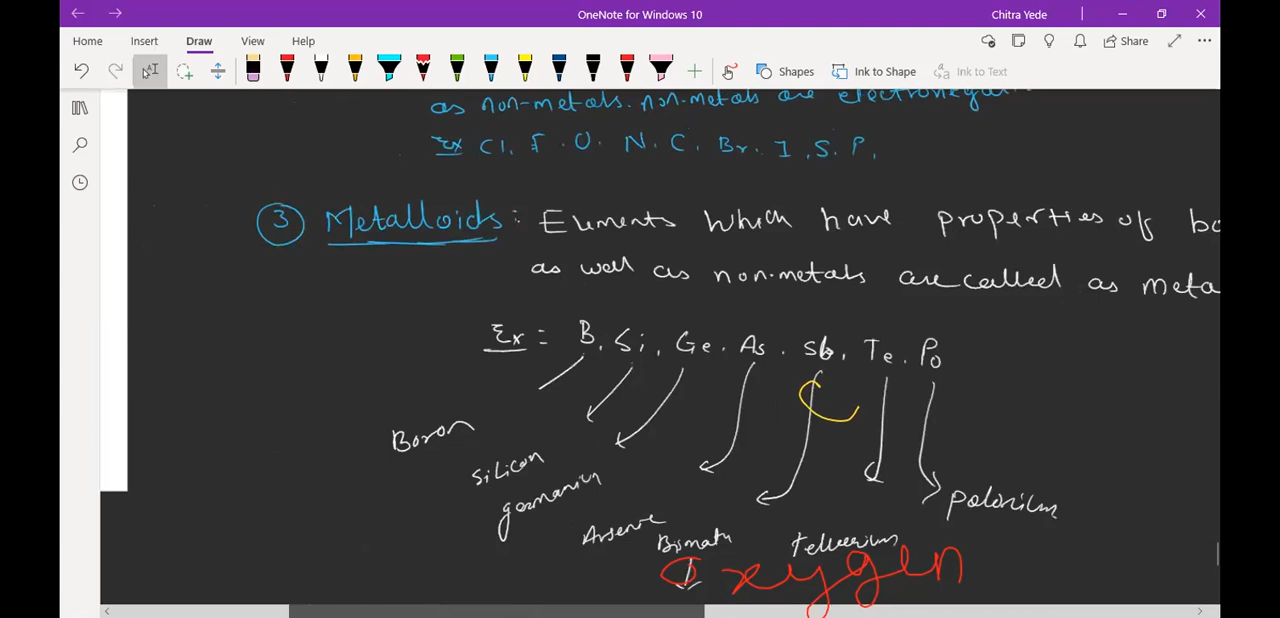 OneNote for Windows 10
Chitra Yede
Home Insert Draw View Help
Share
Shapes Ink to Shape Ink to Text
as non-metals. non-metals are electronega
Ex Cl. F. O. N. C. Br. I. S. P.
3 Metalloids: Elements which have properties of bo
as well as non-metals are called as meta
Ex = B, Si, Ge. As. Sb. Te. Po
Boron
silicon
germanium
Arsenic
Bismath
tellurium
polonium
Oxygen